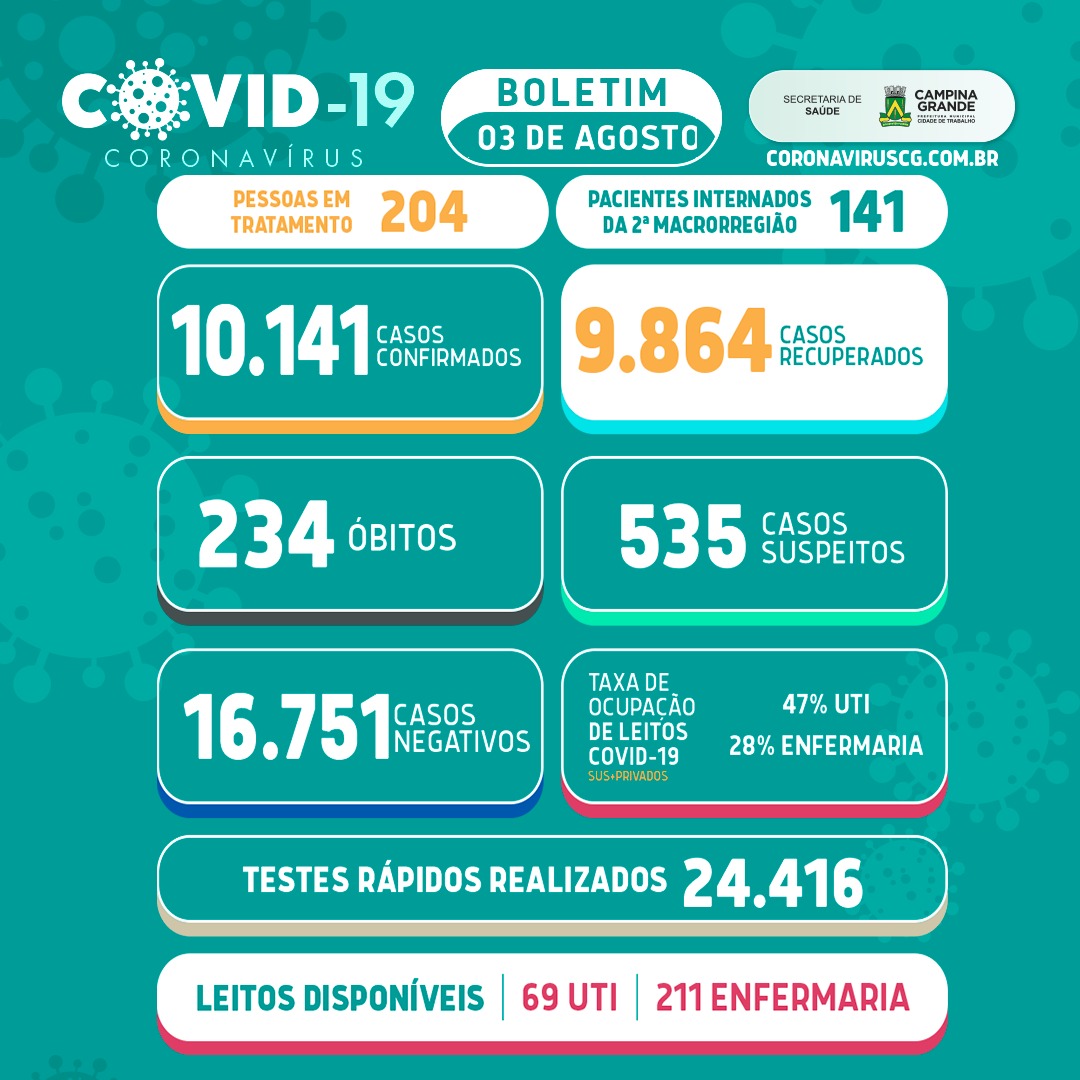 COVID-19
CORONAVÍRUS
BOLETIM
03 DE AGOSTO
SECRETARIA DE
SAÚDE
CAMPINA
GRANDE
PREFEITURA MUNICIPAL
CIDADE DE TRABALHO
CORONAVIRUSCG.COM.BR
PESSOAS EM
TRATAMENTO
204
PACIENTES INTERNADOS
DA 2ª MACRORREGIÃO
141
10.141
CASOS
CONFIRMADOS
9.864
CASOS
RECUPERADOS
234 ÓBITOS
535
CASOS
SUSPEITOS
16.751
CASOS
NEGATIVOS
TAXA DE
OCUPAÇÃO
DE LEITOS
COVID-19
SUS+PRIVADOS
47% UTI
28% ENFERMARIA
TESTES RÁPIDOS REALIZADOS 24.416
LEITOS DISPONÍVEIS 69 UTI 211 ENFERMARIA